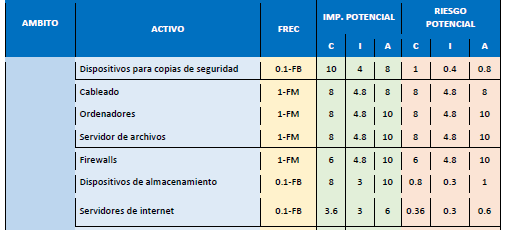 AMBITO ACTIVO FREC IMP. POTENCIAL RIESGO POTENCIAL
C I A C I A
Dispositivos para copias de seguridad 0.1-FB 10 4 8 1 0.4 0.8
Cableado 1-FM 8 4.8 8 8 4.8 8
Ordenadores 1-FM 8 4.8 10 8 4.8 10
Servidor de archivos 1-FM 8 4.8 10 8 4.8 10
Firewalls 1-FM 6 4.8 10 6 4.8 10
Dispositivos de almacenamiento 0.1-FB 8 3 10 0.8 0.3 1
Servidores de internet 0.1-FB 3.6 3 6 0.36 0.3 0.6